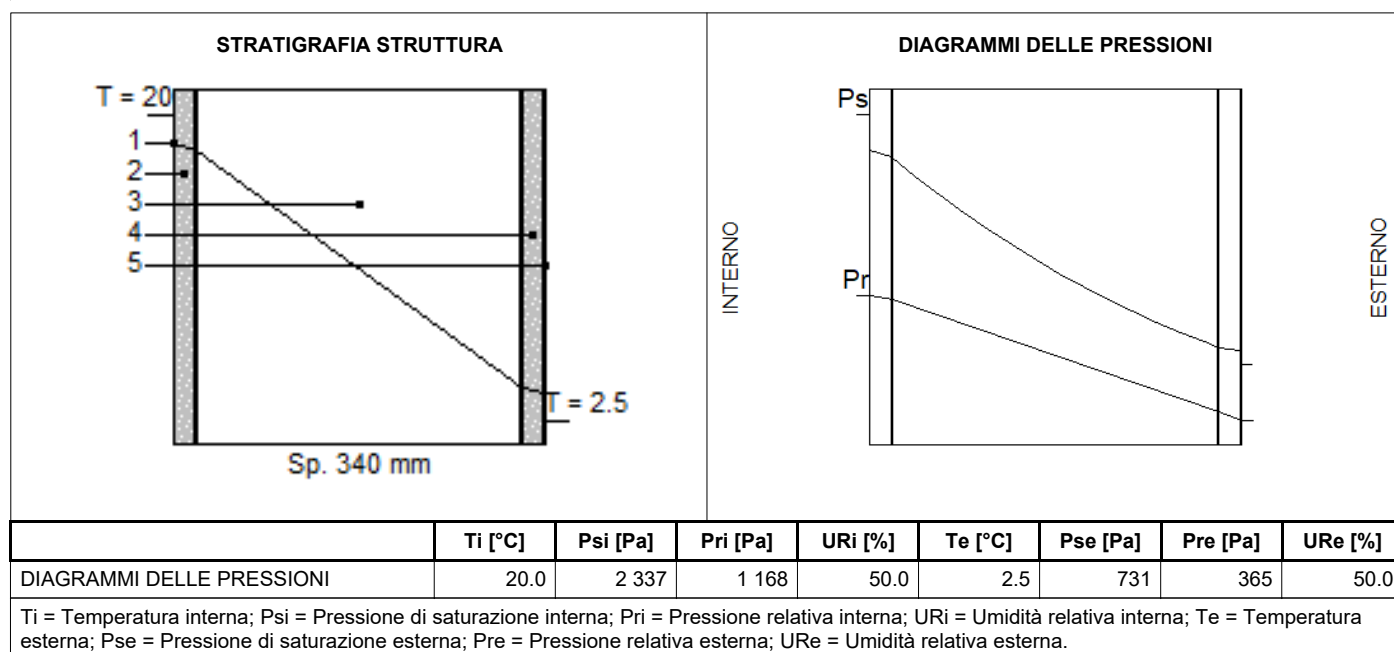 STRATIGRAFIA STRUTTURA
T = 20
1
2
3
4
5
T = 2.5
Sp. 340 mm
DIAGRAMMI DELLE PRESSIONI
Ps
Pr
INTERNO
ESTERNO
Ti [°C] Psi [Pa] Pri [Pa] URi [%] Te [°C] Pse [Pa] Pre [Pa] URe [%]
DIAGRAMMI DELLE PRESSIONI 20.0 2 337 1 168 50.0 2.5 731 365 50.0
Ti = Temperatura interna; Psi = Pressione di saturazione interna; Pri = Pressione relativa interna; URi = Umidità relativa interna; Te = Temperatura
esterna; Pse = Pressione di saturazione esterna; Pre = Pressione relativa esterna; URe = Umidità relativa esterna.